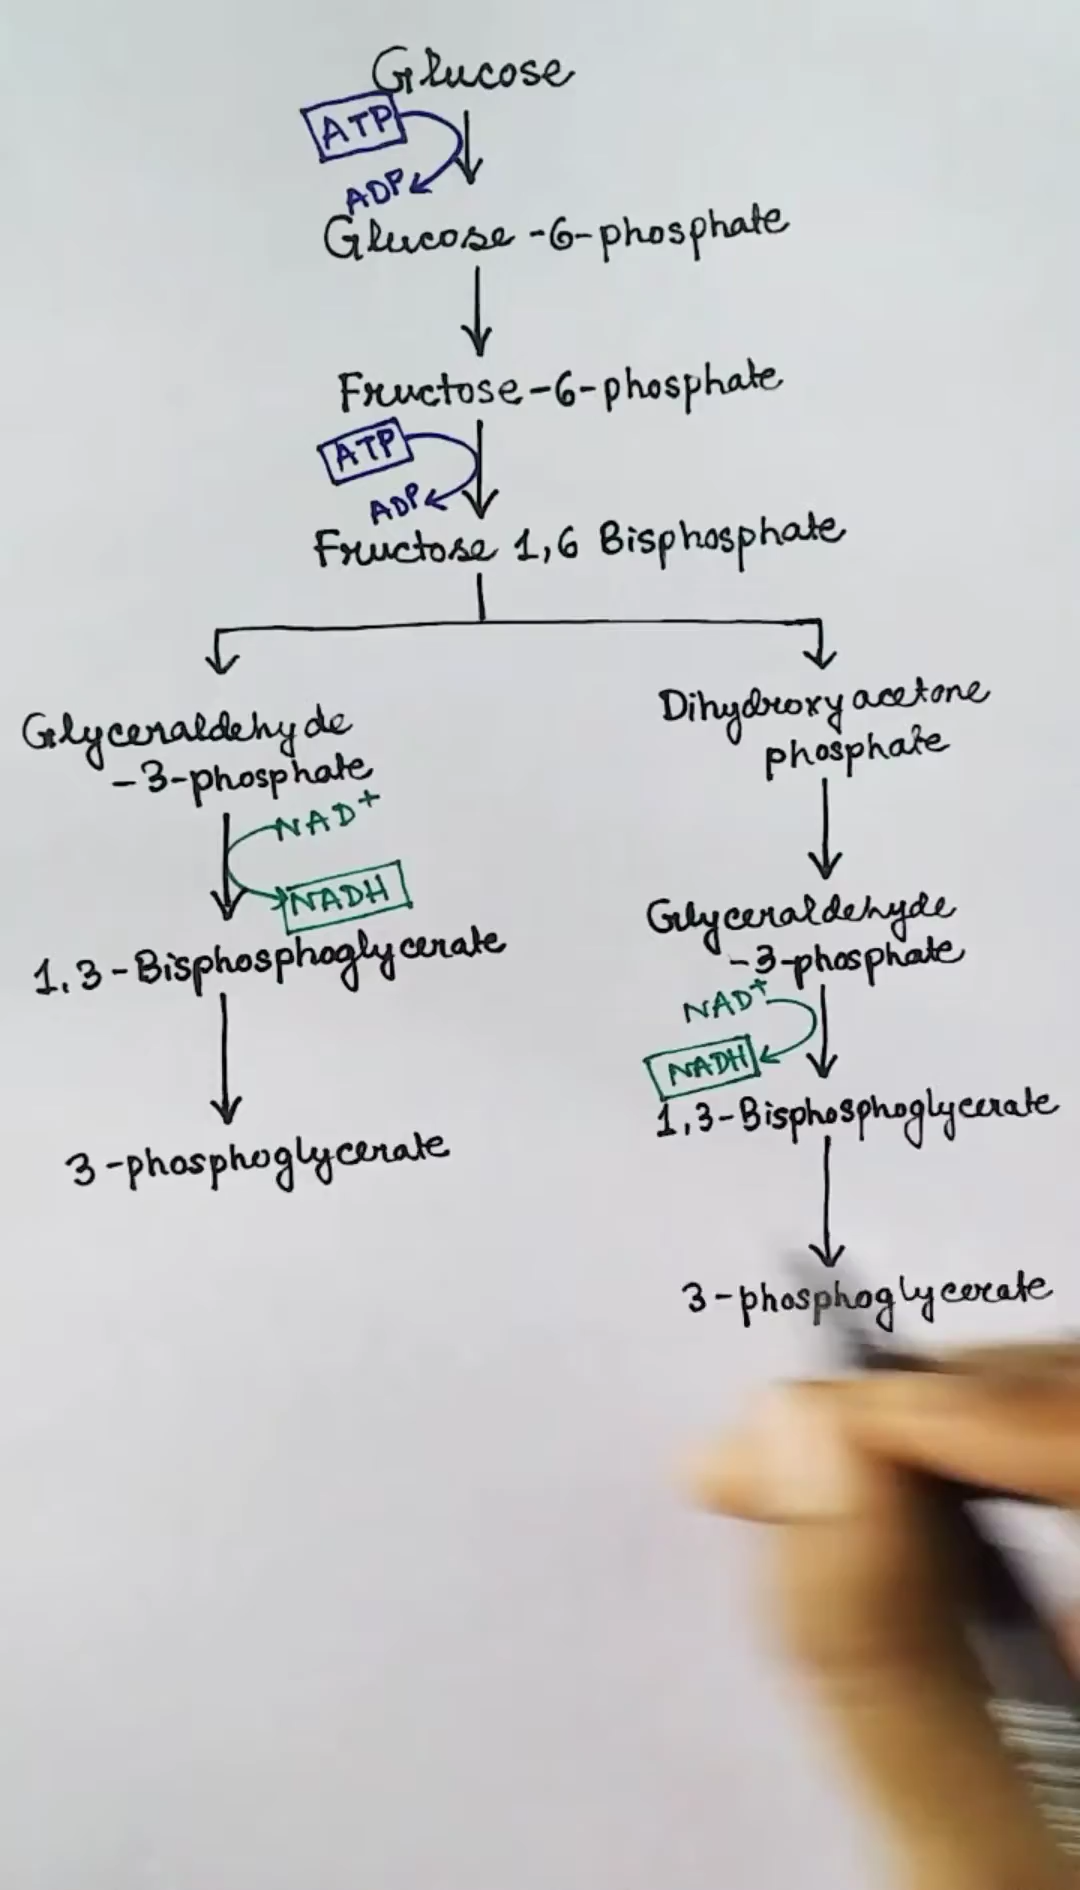 Glucose
ATP
ADP
Glucose-6-phosphate
Fructose-6-phosphate
ATP
ADP
Fructose 1,6 Bisphosphate
Glyceraldehyde
-3-phosphate
NAD+
NADH
1,3-Bisphosphoglycerate
3-phosphoglycerate
Dihydroxyacetone
phosphate
Glyceraldehyde
-3-phosphate
NAD+
NADH
1,3-Bisphosphoglycerate
3-phosphoglycerate